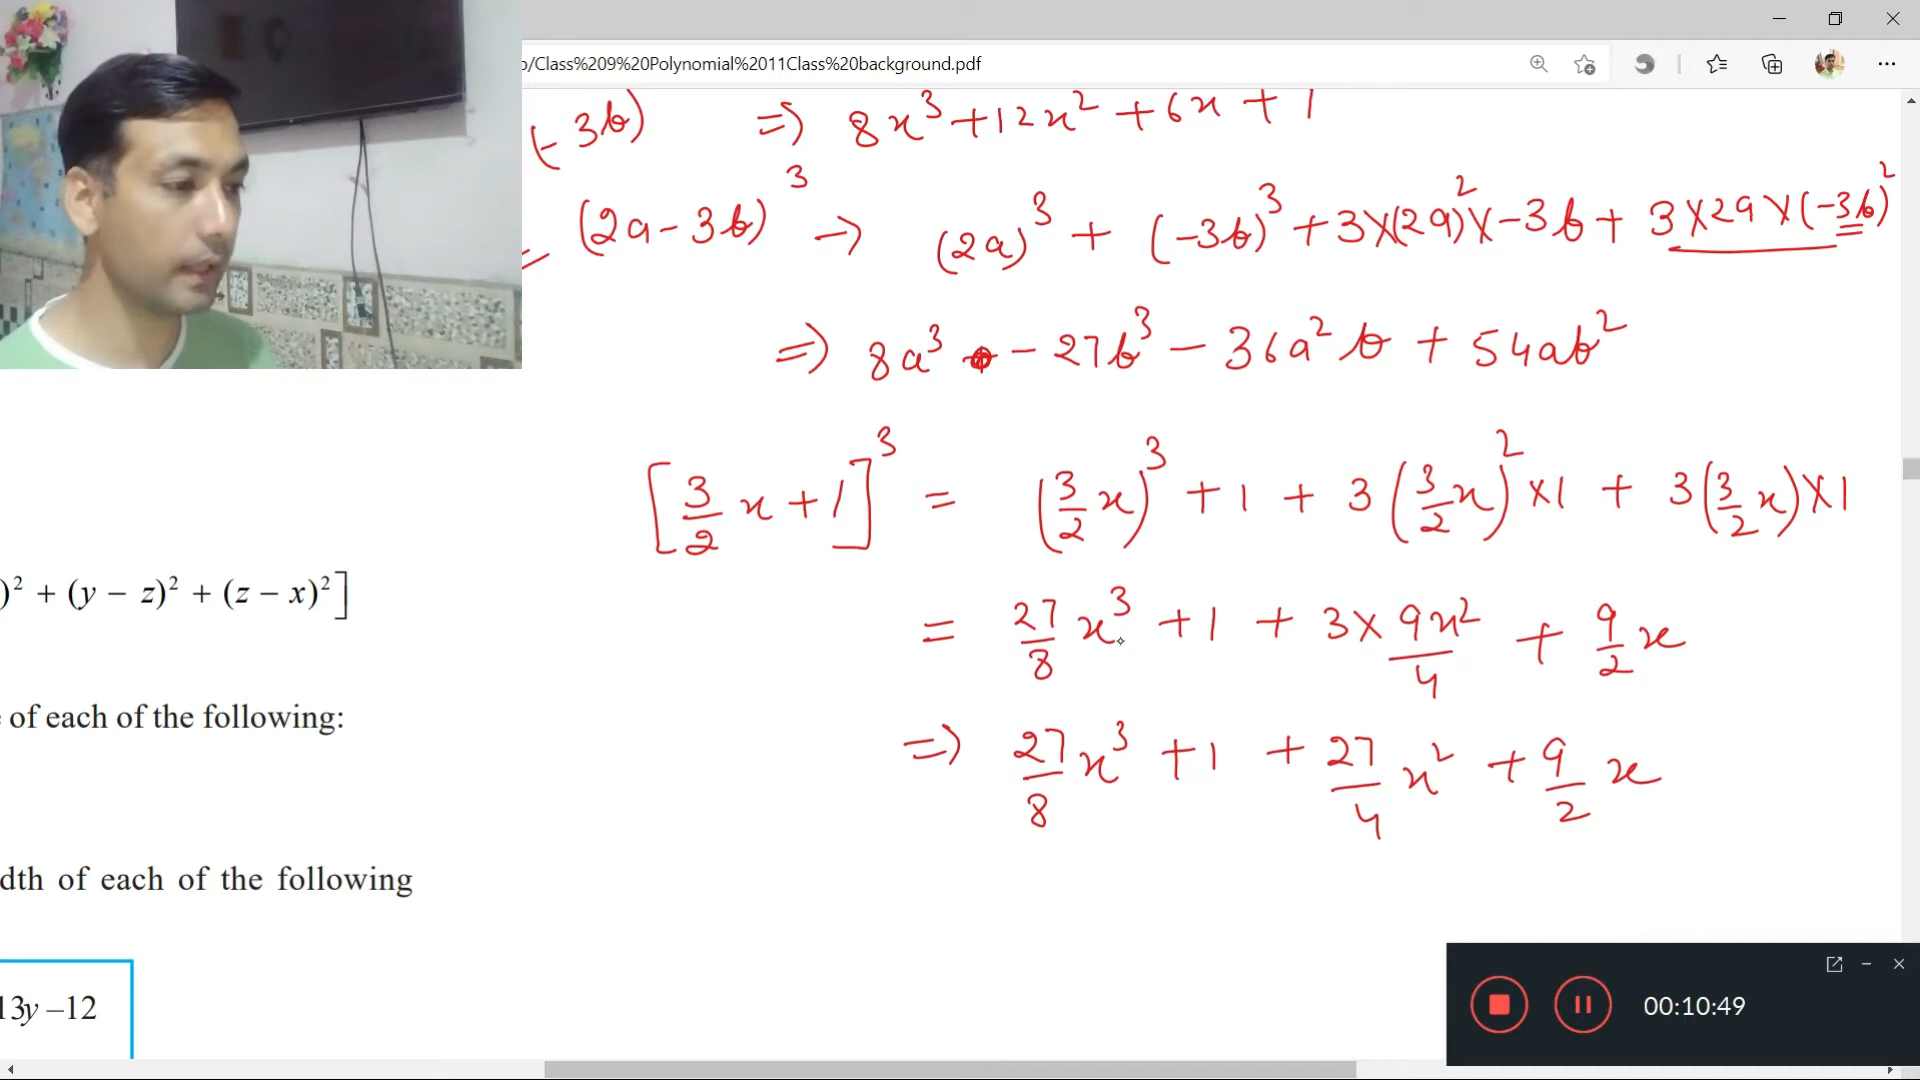 o/Class%209%20Polynomial%2011Class%20background.pdf
(-3b) => 8x³ + 12x² + 6x + 1
= (2a - 3b)³ → (2a)³ + (-3b)³ + 3×(2a)²×-3b + 3×2a×(-3b)²
=> 8a³ - 27b³ - 36a²b + 54ab²
[3/2 x + 1]³ = (3/2 x)³ + 1 + 3(3/2 x)²×1 + 3(3/2 x)×1
= 27/8 x³ + 1 + 3×9x²/4 + 9/2 x
=> 27/8 x³ + 1 + 27/4 x² + 9/2 x
)² + (y – z)² + (z – x)²]
of each of the following:
dth of each of the following
13y –12
00:10:49